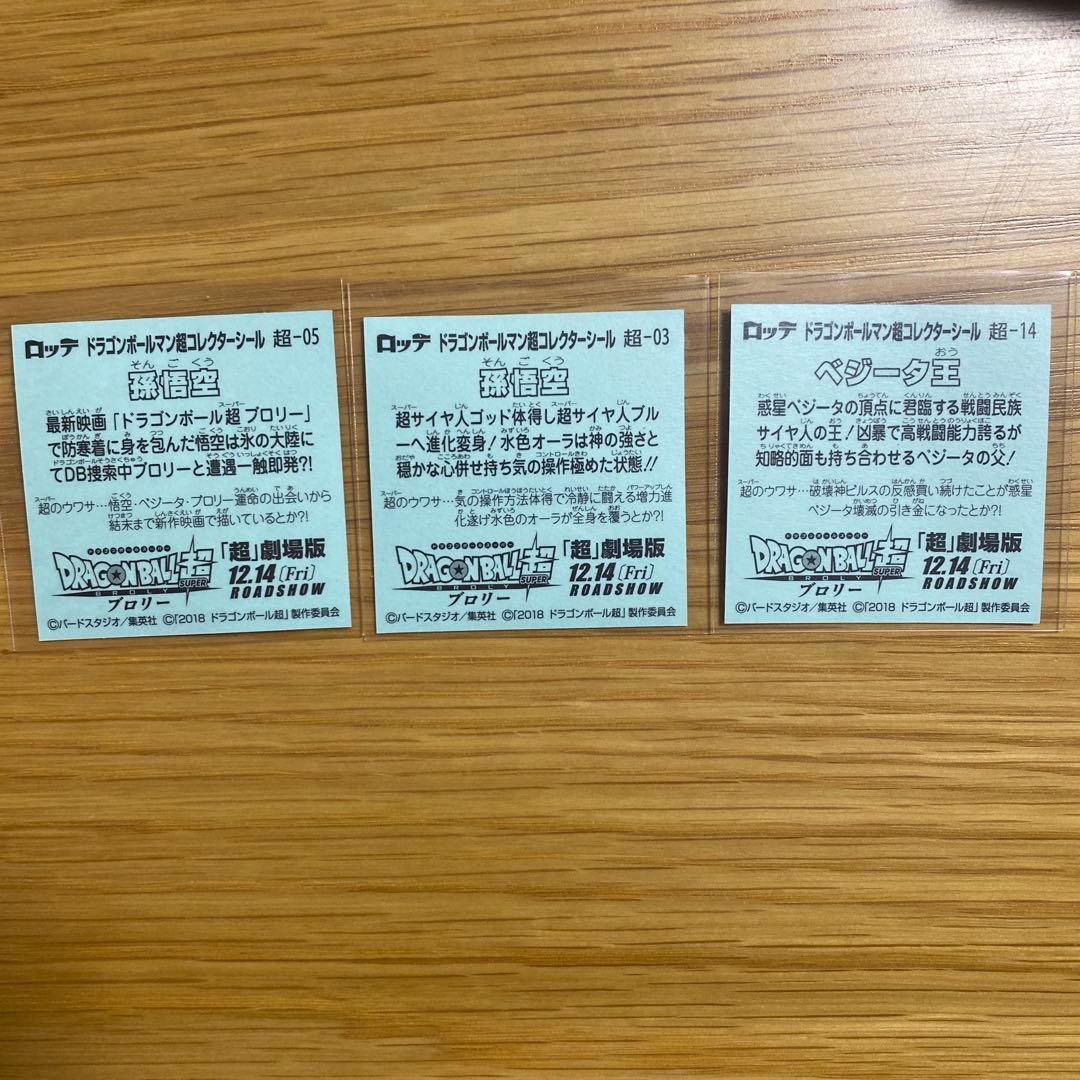 ロッテ ドラゴンボールマン超コレクターシール 超-05
そんごくう
孫悟空
最新映画「ドラゴンボール超 ブロリー」
で防寒着に身を包んだ悟空は氷の大陸に
てDB捜索中ブロリーと遭遇一触即発?!
超のウワサ…悟空・ベジータ・ブロリー運命の出会いから
結末まで新作映画で描いているとか?!
DRAGONBALL超 SUPER
BROLY
ブロリー
「超」劇場版
12.14(Fri)
ROADSHOW
©バードスタジオ/集英社 ©「2018 ドラゴンボール超」製作委員会
ロッテ ドラゴンボールマン超コレクターシール 超-03
そんごくう
孫悟空
超サイヤ人ゴッド体得し超サイヤ人ブル
ーへ進化変身!水色オーラは神の強さと
穏かな心併せ持ち気の操作極めた状態!!
超のウワサ…気の操作方法体得で冷静に闘える増力進
化遂げ水色のオーラが全身を覆うとか?!
DRAGONBALL超 SUPER
BROLY
ブロリー
「超」劇場版
12.14(Fri)
ROADSHOW
©バードスタジオ/集英社 ©「2018 ドラゴンボール超」製作委員会
ロッテ ドラゴンボールマン超コレクターシール 超-14
おう
ベジータ王
惑星ベジータの頂点に君臨する戦闘民族
サイヤ人の王!凶暴で高戦闘能力誇るが
知略的面も持ち合わせるベジータの父!
超のウワサ…破壊神ビルスの反感買い続けたことが惑星
ベジータ壊滅の引き金になったとか?!
DRAGONBALL超 SUPER
BROLY
ブロリー
「超」劇場版
12.14(Fri)
ROADSHOW
©バードスタジオ/集英社 ©「2018 ドラゴンボール超」製作委員会